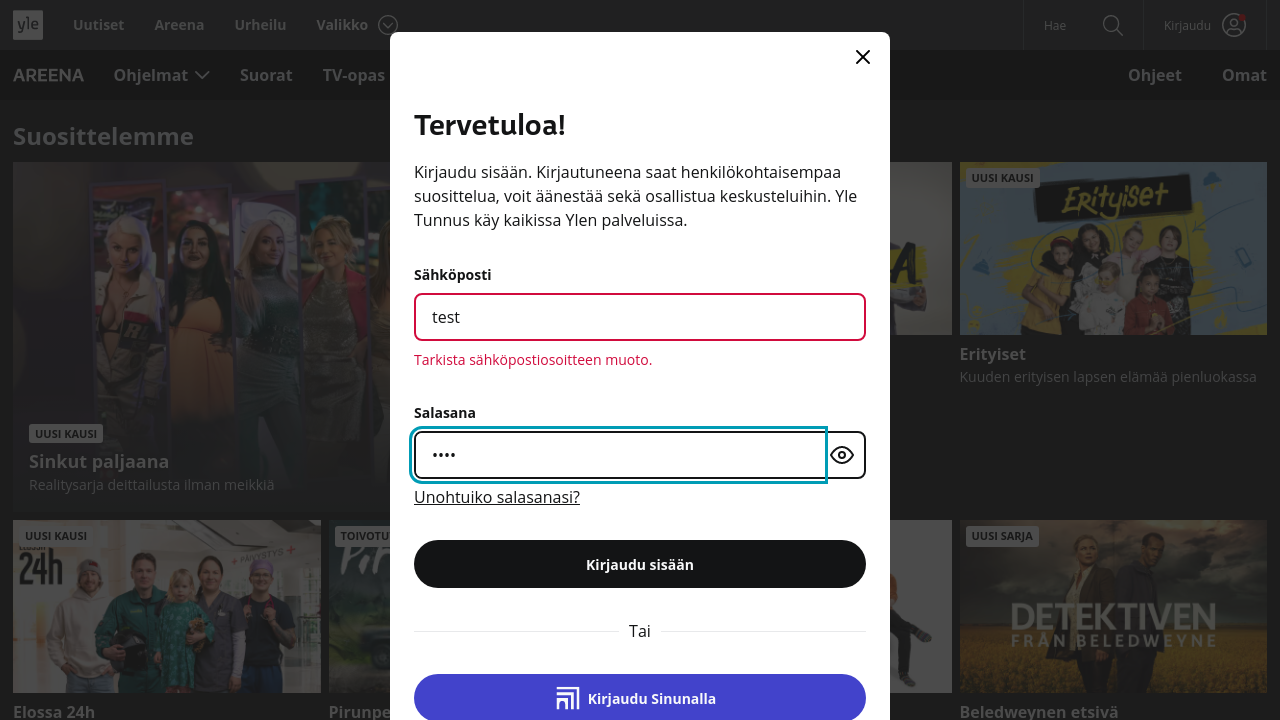 yle
Uutiset
Areena
Urheilu
Valikko
Hae
Kirjaudu
AREENA
Ohjelmat
Suorat
TV-opas
Ohjeet
Omat
Suosittelemme
Tervetuloa!
Kirjaudu sisään. Kirjautuneena saat henkilökohtaisempaa
suosittelua, voit äänestää sekä osallistua keskusteluihin. Yle
Tunnus käy kaikissa Ylen palveluissa.
Sähköposti
test
Tarkista sähköpostiosoitteen muoto.
Salasana
••••
Unohtuiko salasanasi?
Kirjaudu sisään
Tai
Kirjaudu Sinunalla
UUSI KAUSI
Sinkut paljaana
Realitysarja deittailusta ilman meikkiä
UUSI KAUSI
ERITYISET
Erityiset
Kuuden erityisen lapsen elämää pienluokassa
UUSI KAUSI
24h
PÄIVYSTYS
Elossa 24h
UUSI SARJA
DETEKTIVEN
FRÅN BELEDWEYNE
Beledweynen etsivä